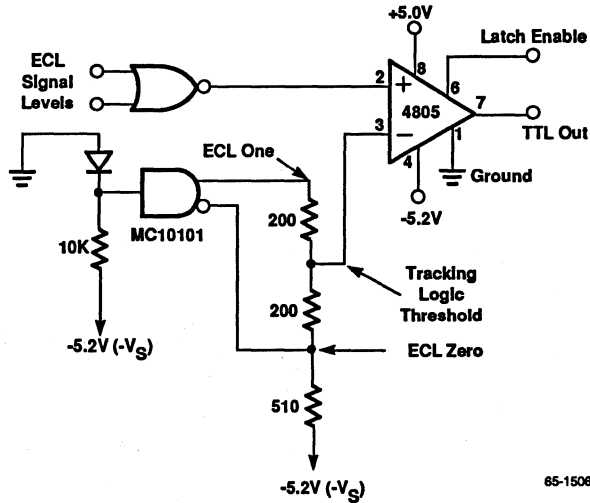 +5.0V
Latch Enable
ECL
Signal
Levels
8
6
2
+
4805
7
3
−
1
TTL Out
4
ECL One
Ground
-5.2V
200
MC10101
10K
Tracking
Logic
Threshold
200
-5.2V (-VS)
ECL Zero
510
-5.2V (-VS)
65-1506